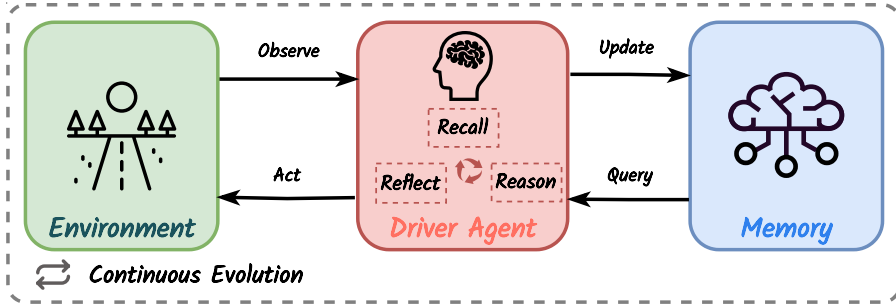 Observe
Update
Recall
Act
Reflect
Reason
Query
Environment
Driver Agent
Memory
Continuous Evolution